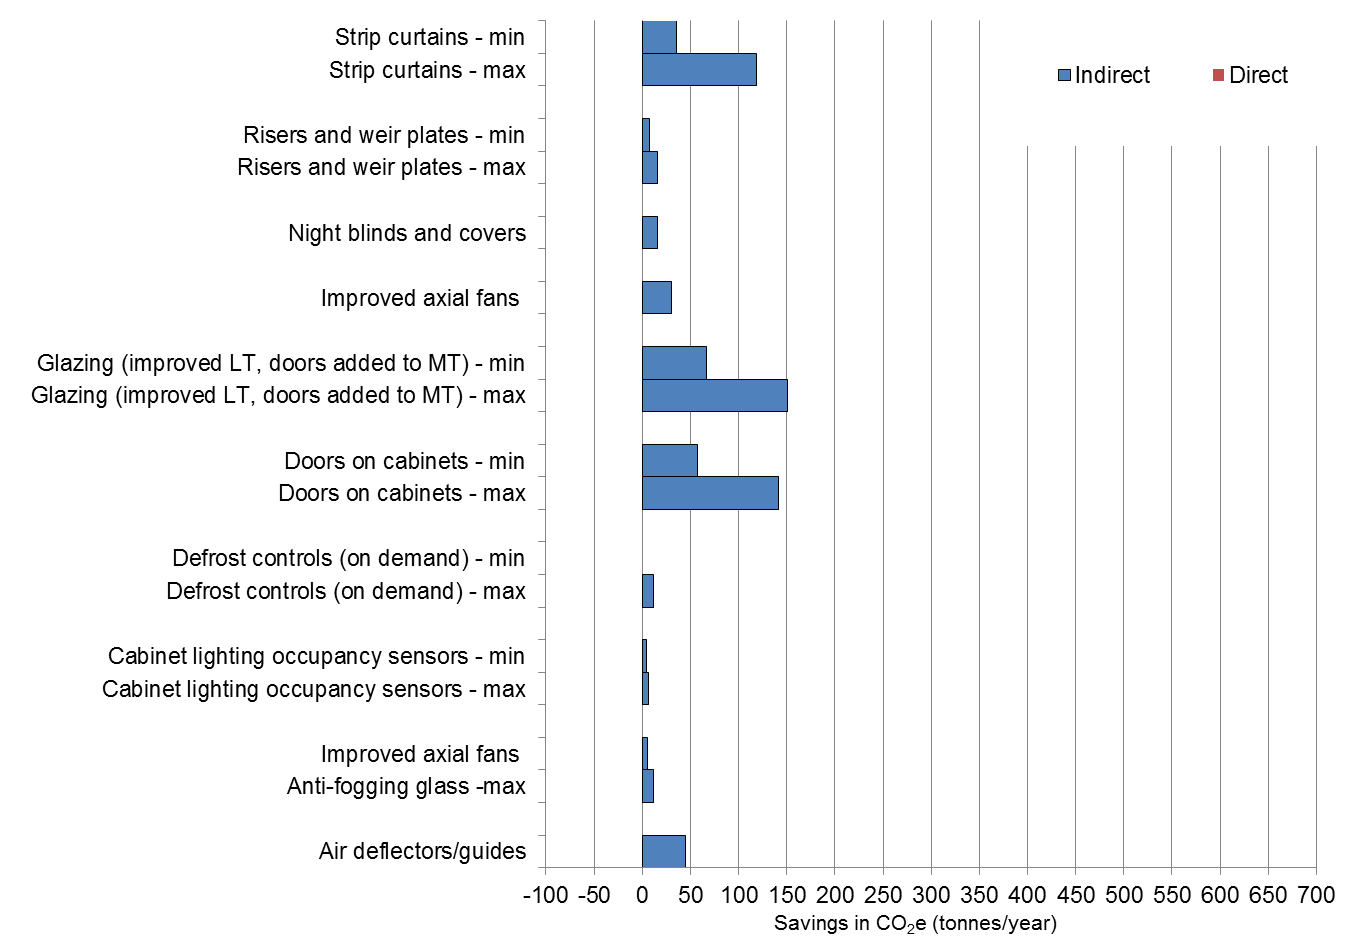 Strip curtains - min
Strip curtains - max
Indirect
Direct
Risers and weir plates - min
Risers and weir plates - max
Night blinds and covers
Improved axial fans
Glazing (improved LT, doors added to MT) - min
Glazing (improved LT, doors added to MT) - max
Doors on cabinets - min
Doors on cabinets - max
Defrost controls (on demand) - min
Defrost controls (on demand) - max
Cabinet lighting occupancy sensors - min
Cabinet lighting occupancy sensors - max
Improved axial fans
Anti-fogging glass -max
Air deflectors/guides
-100 -50 0 50 100 150 200 250 300 350 400 450 500 550 600 650 700
Savings in CO₂e (tonnes/year)